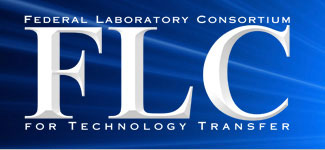 FEDERAL LABORATORY CONSORTIUM
FLC
FOR TECHNOLOGY TRANSFER